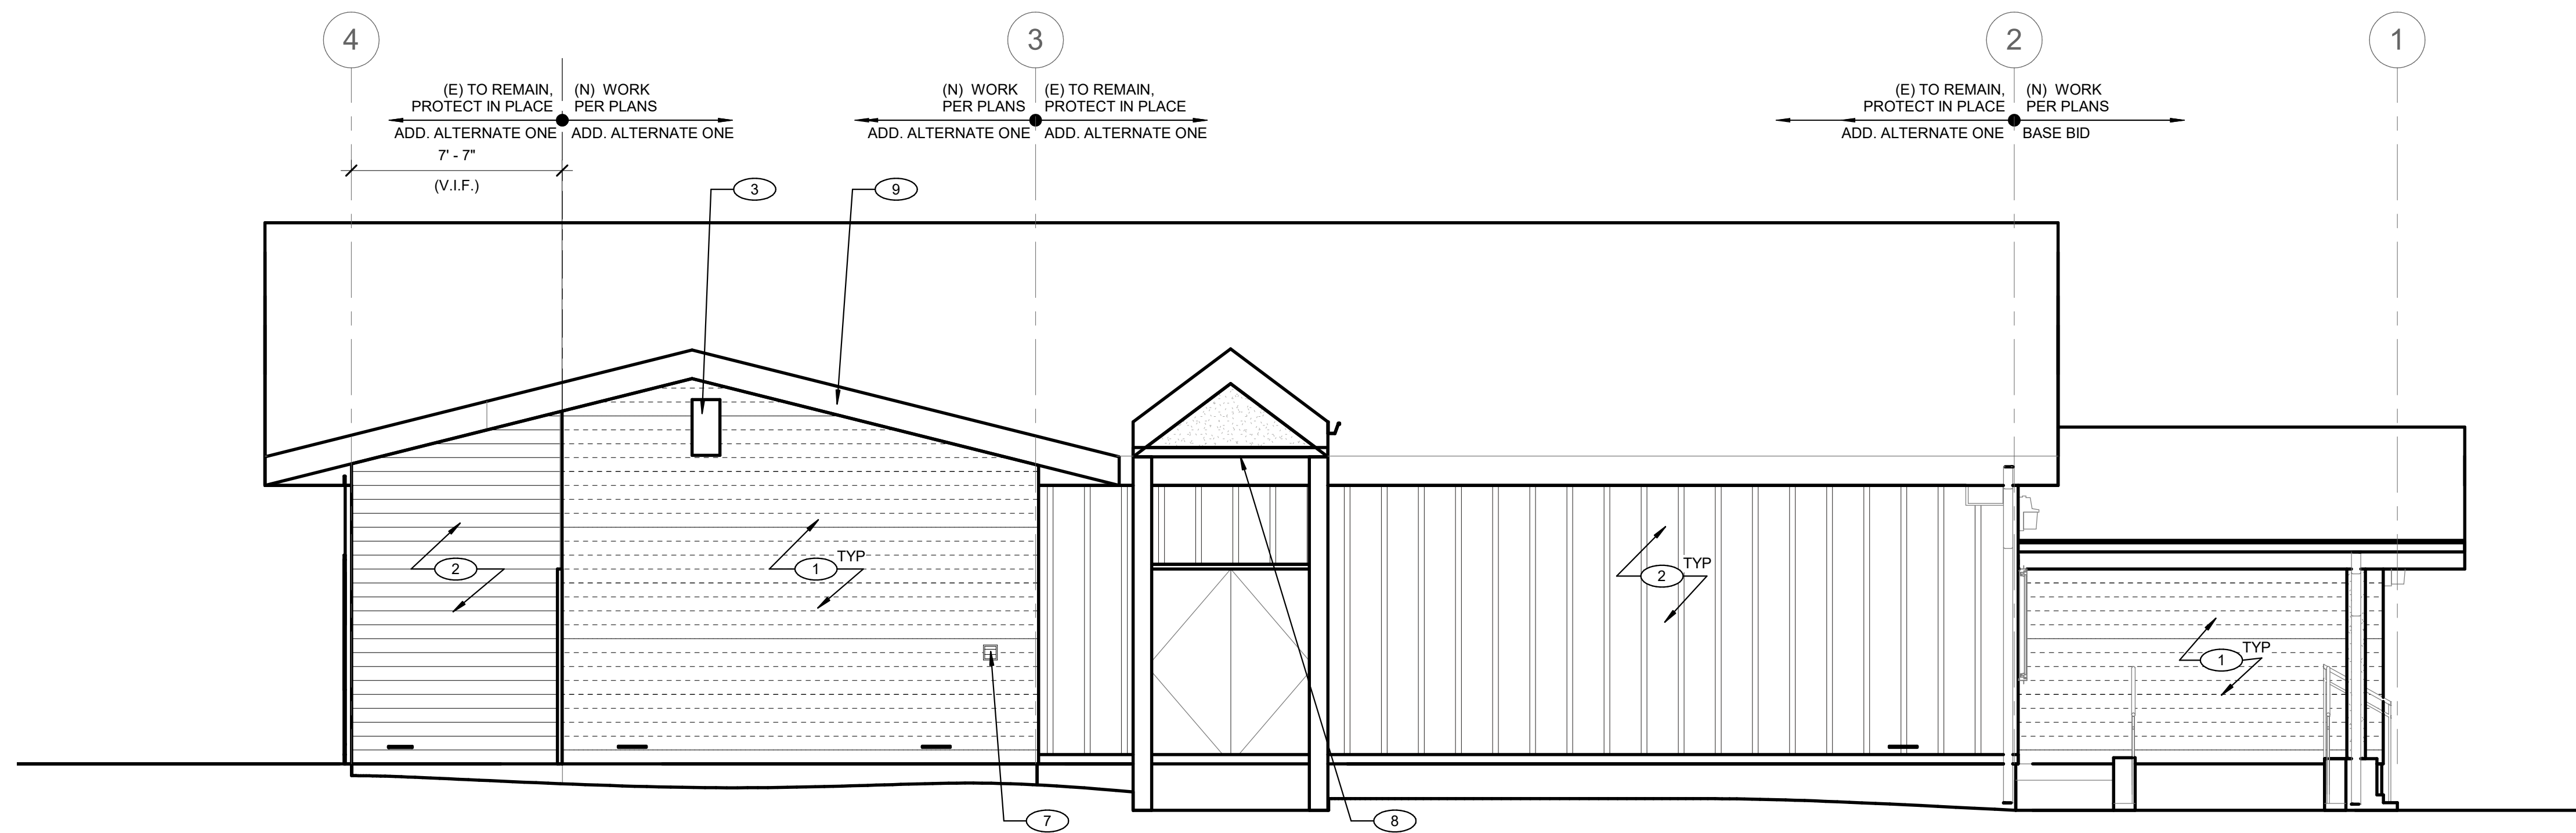 4
3
2
1
(E) TO REMAIN,
PROTECT IN PLACE
(N) WORK
PER PLANS
ADD. ALTERNATE ONE
ADD. ALTERNATE ONE
(N) WORK
PER PLANS
(E) TO REMAIN,
PROTECT IN PLACE
ADD. ALTERNATE ONE
ADD. ALTERNATE ONE
(E) TO REMAIN,
PROTECT IN PLACE
(N) WORK
PER PLANS
ADD. ALTERNATE ONE
BASE BID
7' - 7"
(V.I.F.)
3
9
2
1
TYP
2
TYP
1
TYP
7
8